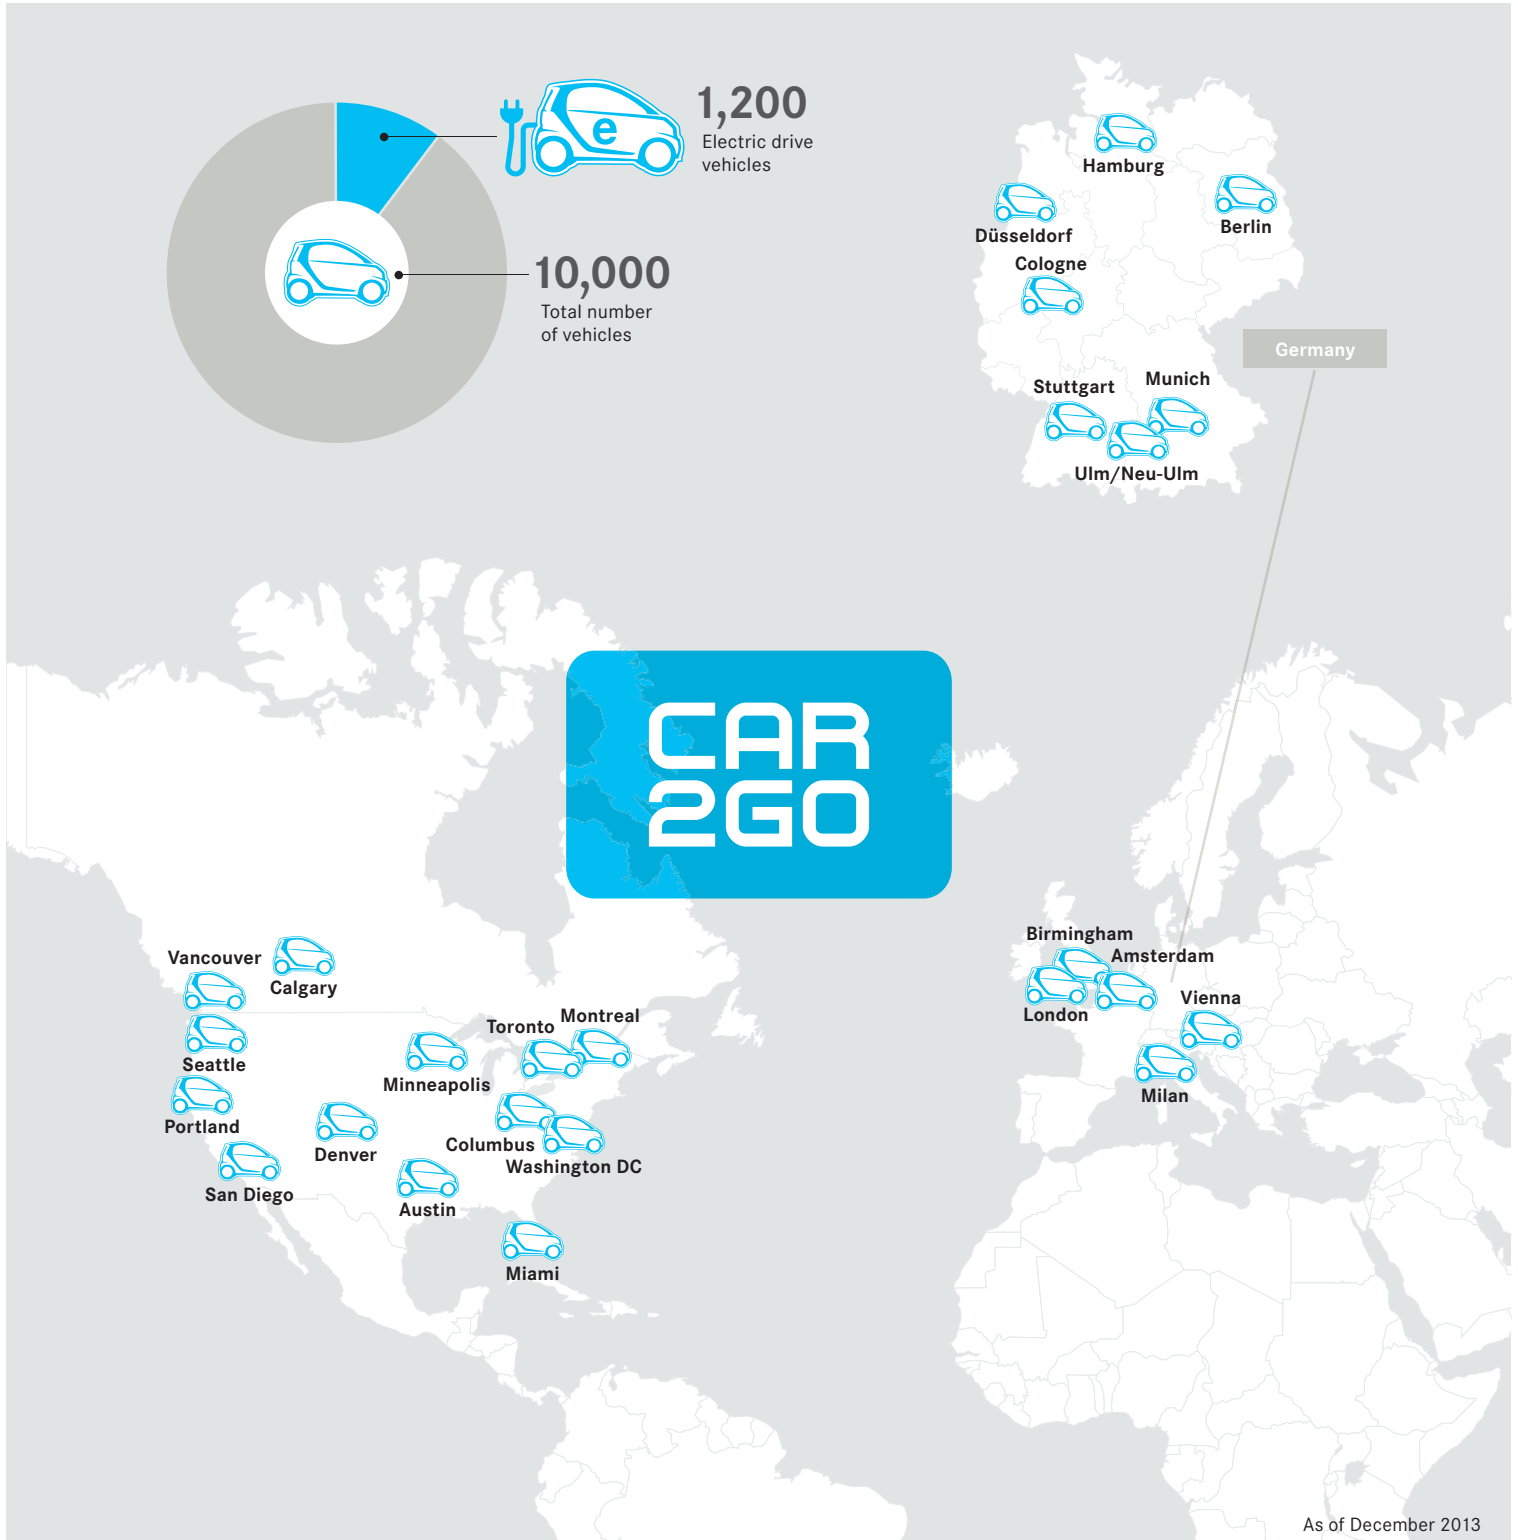 1,200
Electric drive
vehicles
e
10,000
Total number
of vehicles
Hamburg
Berlin
Düsseldorf
Cologne
Germany
Stuttgart
Munich
Ulm/Neu-Ulm
CAR
2GO
Vancouver
Calgary
Seattle
Portland
San Diego
Denver
Minneapolis
Toronto
Montreal
Columbus
Washington DC
Austin
Miami
Birmingham
Amsterdam
London
Vienna
Milan
As of December 2013